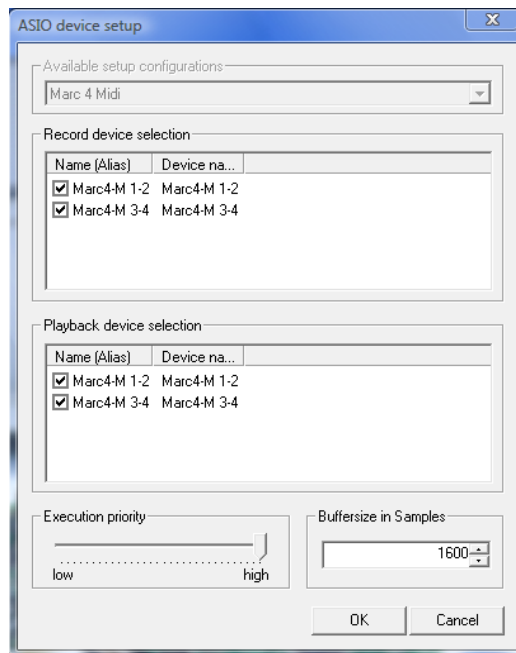 ASIO device setup
Available setup configurations
Marc 4 Midi
Record device selection
Name (Alias) Device na...
Marc4-M 1-2 Marc4-M 1-2
Marc4-M 3-4 Marc4-M 3-4
Playback device selection
Name (Alias) Device na...
Marc4-M 1-2 Marc4-M 1-2
Marc4-M 3-4 Marc4-M 3-4
Execution priority Buffersize in Samples
1600
low high
OK Cancel